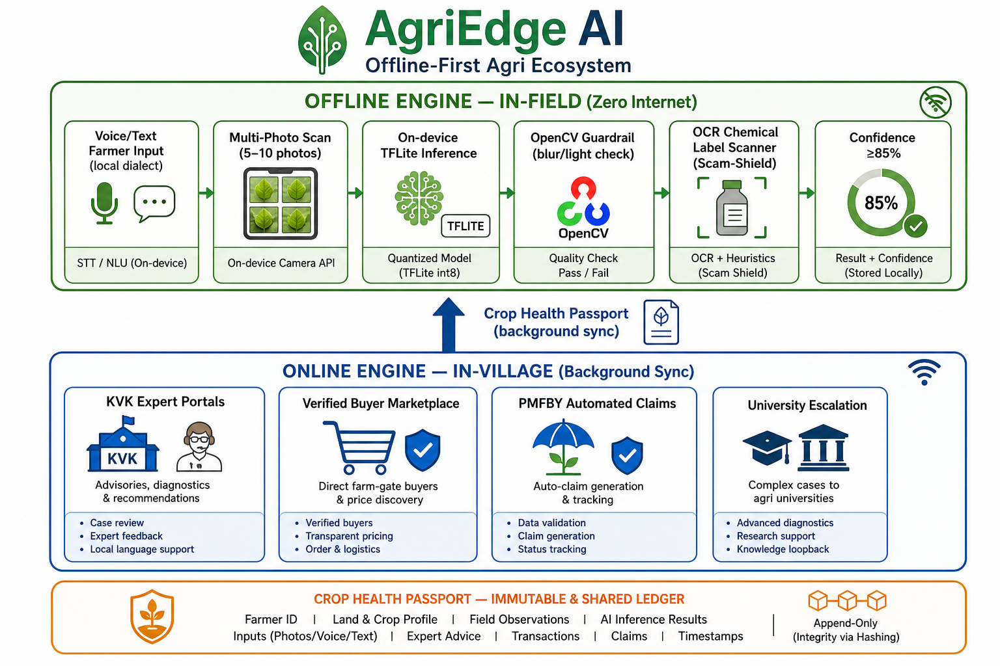 AgriEdge AI
Offline-First Agri Ecosystem
OFFLINE ENGINE — IN-FIELD (Zero Internet)
Voice/Text
Farmer Input
(local dialect)
STT / NLU (On-device)
Multi-Photo Scan
(5–10 photos)
On-device Camera API
On-device
TFLite Inference
TFLITE
Quantized Model
(TFLite int8)
OpenCV Guardrail
(blur/light check)
OpenCV
Quality Check
Pass / Fail
OCR Chemical
Label Scanner
(Scam-Shield)
OCR + Heuristics
(Scam Shield)
Confidence
≥85%
85%
Result + Confidence
(Stored Locally)
Crop Health Passport
(background sync)
ONLINE ENGINE — IN-VILLAGE (Background Sync)
KVK Expert Portals
KVK
Advisories, diagnostics
& recommendations
• Case review
• Expert feedback
• Local language support
Verified Buyer Marketplace
Direct farm-gate buyers
& price discovery
• Verified buyers
• Transparent pricing
• Order & logistics
PMFBY Automated Claims
Auto-claim generation
& tracking
• Data validation
• Claim generation
• Status tracking
University Escalation
Complex cases to
agri universities
• Advanced diagnostics
• Research support
• Knowledge loopback
CROP HEALTH PASSPORT — IMMUTABLE & SHARED LEDGER
Farmer ID | Land & Crop Profile | Field Observations | AI Inference Results
Inputs (Photos/Voice/Text) | Expert Advice | Transactions | Claims | Timestamps
Append-Only
(Integrity via Hashing)